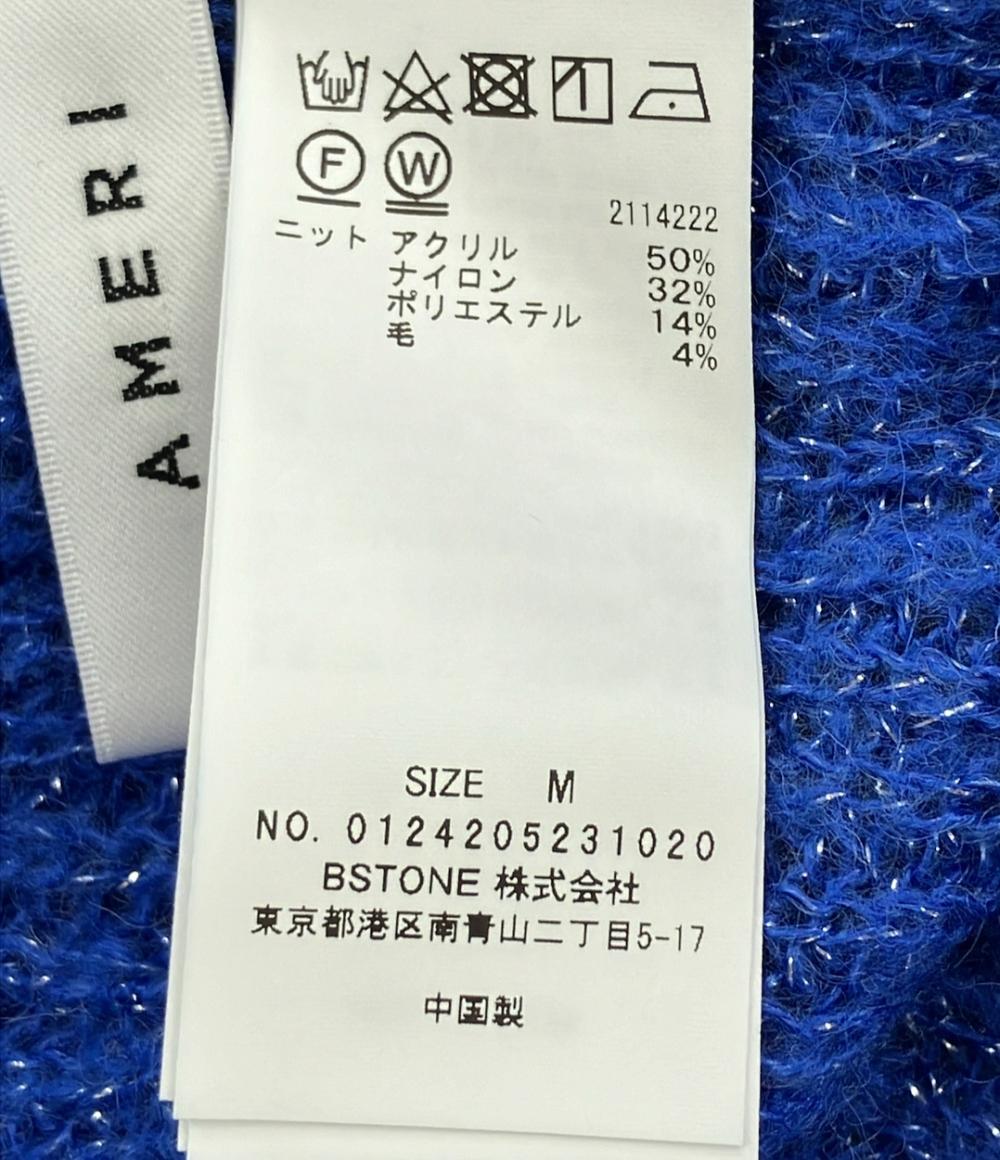 AMERI
F W
2114222
ニット アクリル 50%
ナイロン 32%
ポリエステル 14%
毛 4%
SIZE M
NO. 0124205231020
BSTONE 株式会社
東京都港区南青山二丁目5-17
中国製